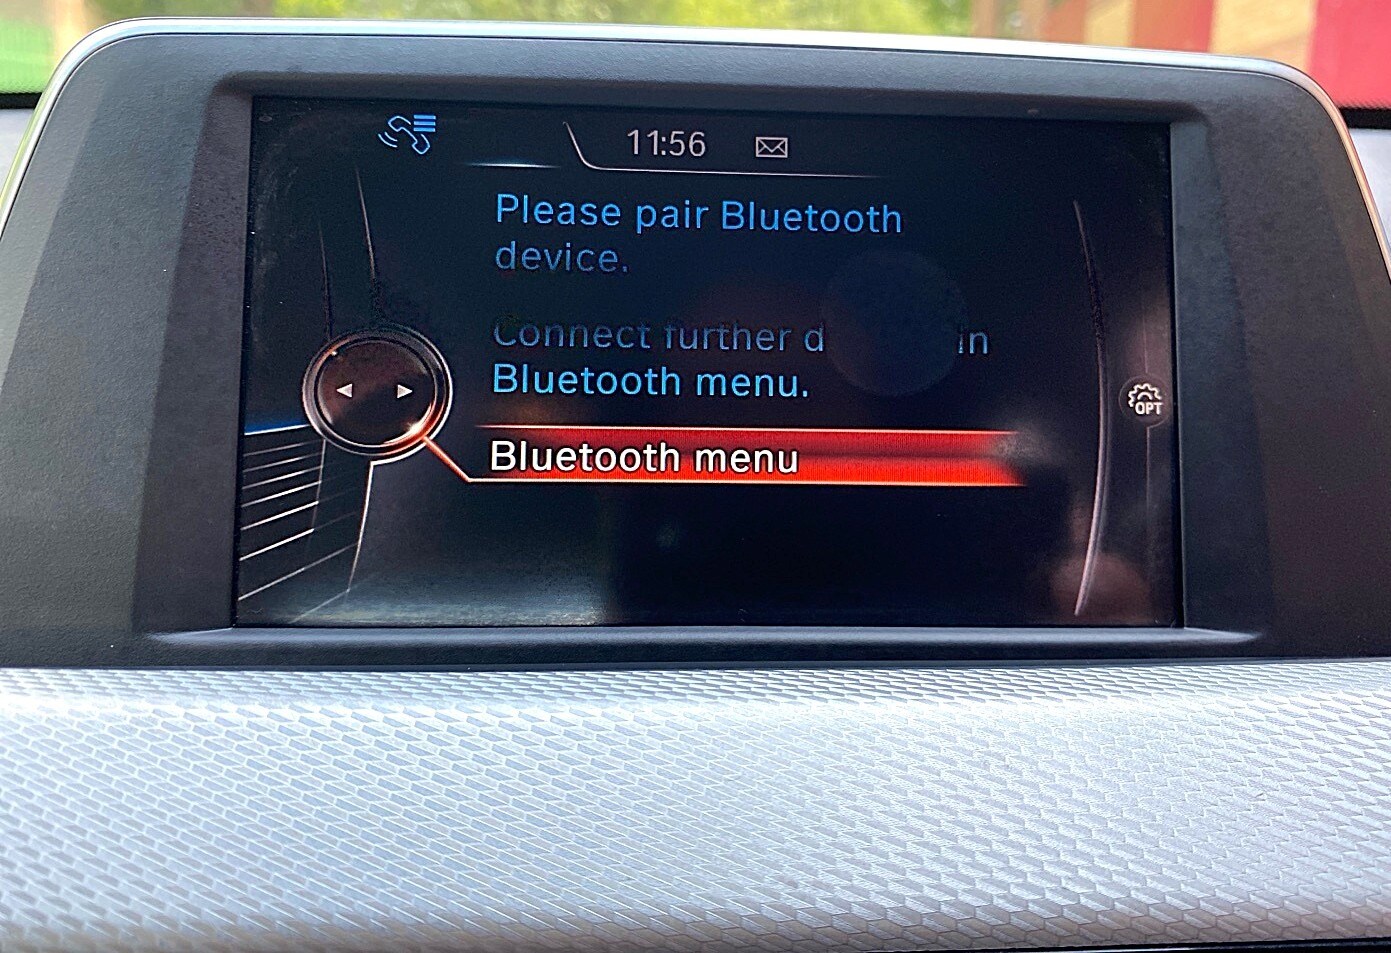 11:56
Please pair Bluetooth
device.
Connect further d in
Bluetooth menu.
OPT
Bluetooth menu